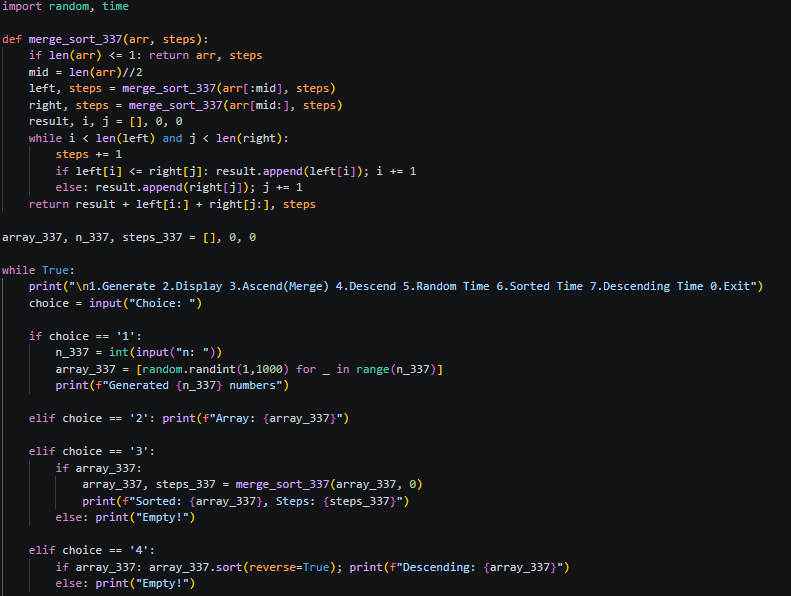 import random, time
def merge_sort_337(arr, steps):
if len(arr) <= 1: return arr, steps
mid = len(arr)//2
left, steps = merge_sort_337(arr[:mid], steps)
right, steps = merge_sort_337(arr[mid:], steps)
result, i, j = [], 0, 0
while i < len(left) and j < len(right):
steps += 1
if left[i] <= right[j]: result.append(left[i]); i += 1
else: result.append(right[j]); j += 1
return result + left[i:] + right[j:], steps
array_337, n_337, steps_337 = [], 0, 0
while True:
print("\n1.Generate 2.Display 3.Ascend(Merge) 4.Descend 5.Random Time 6.Sorted Time 7.Descending Time 0.Exit")
choice = input("Choice: ")
if choice == '1':
n_337 = int(input("n: "))
array_337 = [random.randint(1,1000) for _ in range(n_337)]
print(f"Generated {n_337} numbers")
elif choice == '2': print(f"Array: {array_337}")
elif choice == '3':
if array_337:
array_337, steps_337 = merge_sort_337(array_337, 0)
print(f"Sorted: {array_337}, Steps: {steps_337}")
else: print("Empty!")
elif choice == '4':
if array_337: array_337.sort(reverse=True); print(f"Descending: {array_337}")
else: print("Empty!")